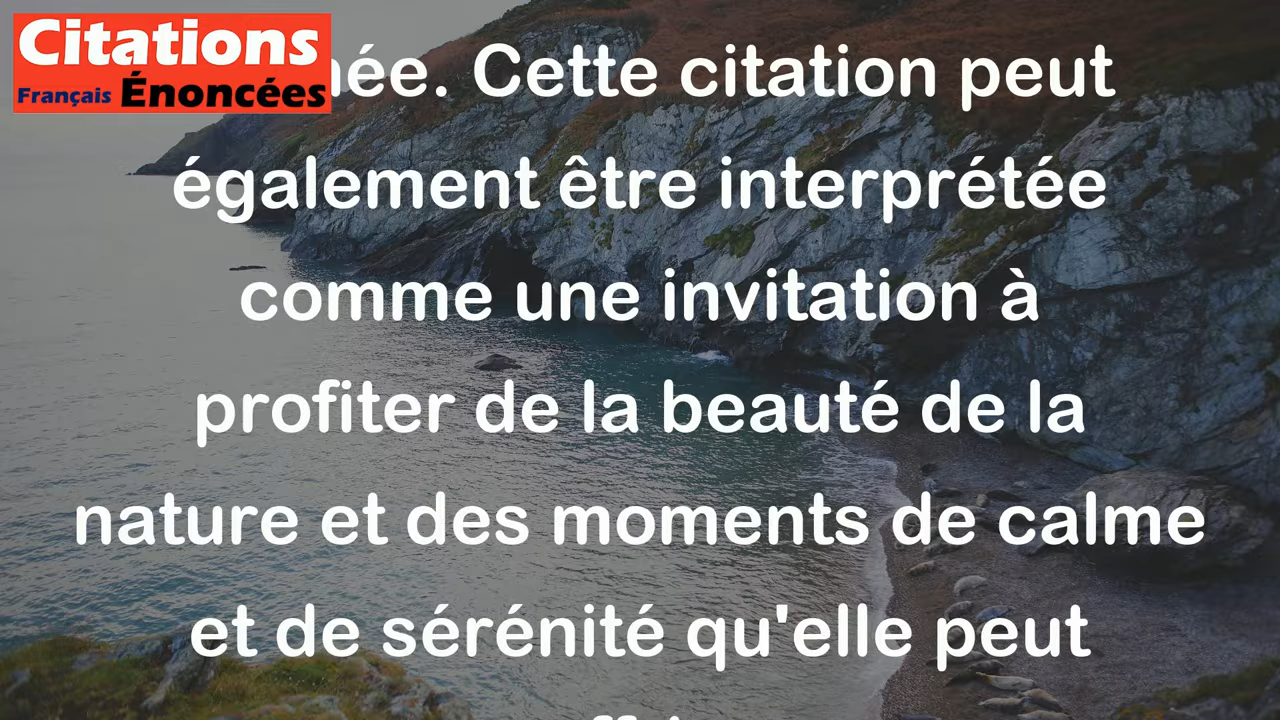 Citations
Français Énoncées
Cette citation peut
également être interprétée
comme une invitation à
profiter de la beauté de la
nature et des moments de calme
et de sérénité qu'elle peut